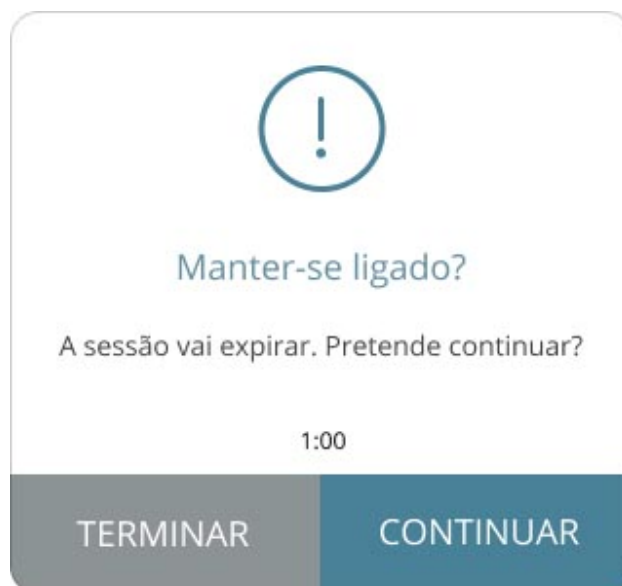 Manter-se ligado?
A sessão vai expirar. Pretende continuar?
1:00
TERMINAR CONTINUAR